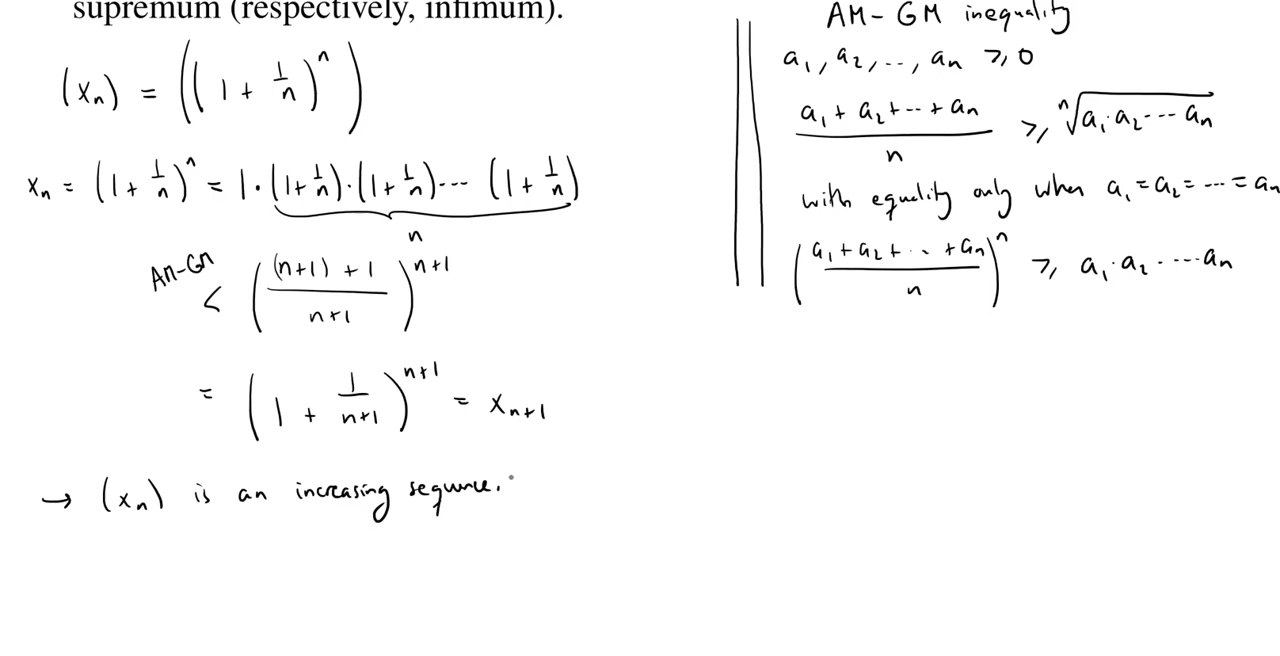 supremum (respectively, infimum).
(xₙ) = ((1 + 1/n)ⁿ)
xₙ = (1 + 1/n)ⁿ = 1 · (1 + 1/n) · (1 + 1/n) ··· (1 + 1/n)
n
AM-GM < (((n+1) + 1)/(n+1))ⁿ⁺¹
= (1 + 1/(n+1))ⁿ⁺¹ = xₙ₊₁
→ (xₙ) is an increasing sequence.
AM-GM inequality
a₁, a₂, ..., aₙ ⩾ 0
(a₁ + a₂ + ··· + aₙ)/n ⩾ ⁿ√(a₁ · a₂ ··· aₙ)
with equality only when a₁ = a₂ = ··· = aₙ
((a₁ + a₂ + ··· + aₙ)/n)ⁿ ⩾ a₁ · a₂ · ··· aₙ